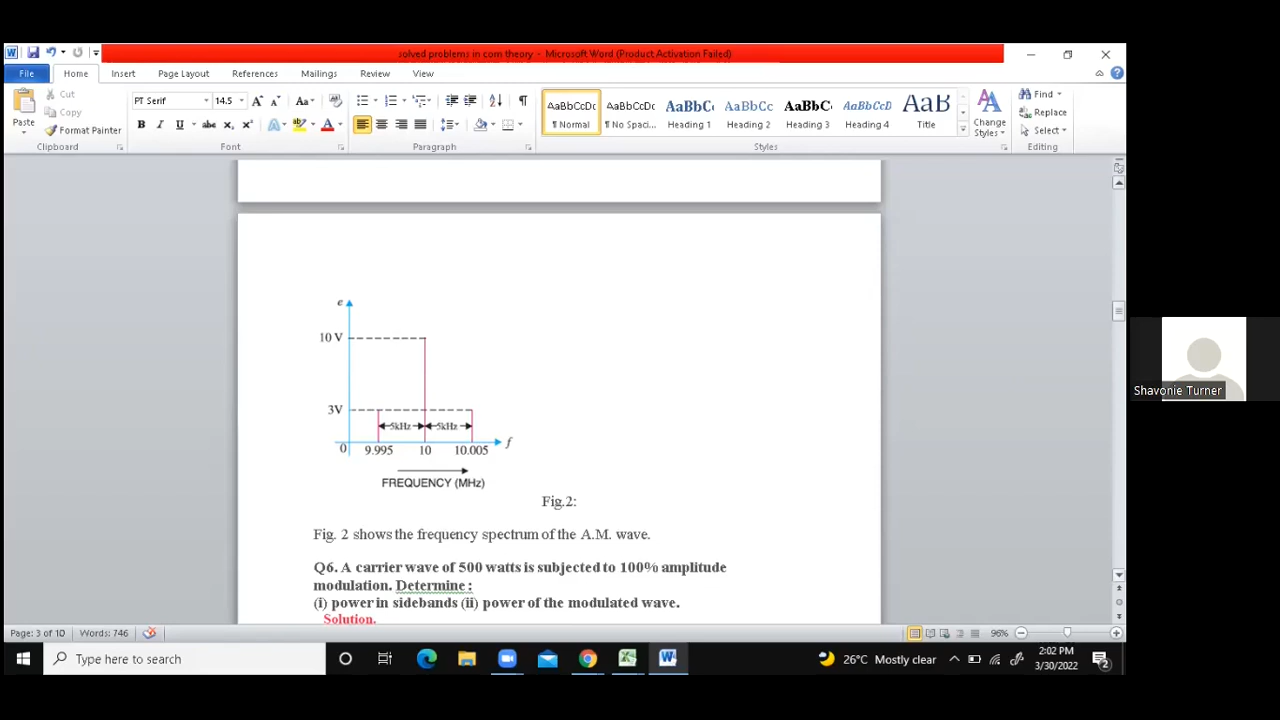 solved problems in com theory - Microsoft Word (Product Activation Failed)
File Home Insert Page Layout References Mailings Review View
Paste
Cut
Copy
Format Painter
Clipboard
PT Serif 14.5
Font
Paragraph
AaBbCcDc AaBbCcDc AaBbC AaBbCc AaBbC AaBbCcD AaB
¶ Normal ¶ No Spaci... Heading 1 Heading 2 Heading 3 Heading 4 Title
Change Styles
Styles
Find
Replace
Select
Editing
e
10 V
3V
5kHz 5kHz
0 9.995 10 10.005 f
FREQUENCY (MHz)
Fig.2:
Fig. 2 shows the frequency spectrum of the A.M. wave.
Q6. A carrier wave of 500 watts is subjected to 100% amplitude
modulation. Determine :
(i) power in sidebands (ii) power of the modulated wave.
Solution.
Shavonie Turner
Page: 3 of 10 Words: 746 96%
Type here to search
26°C Mostly clear
2:02 PM
3/30/2022
2